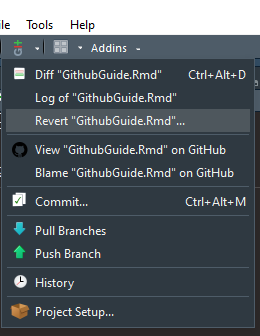 ile Tools Help
Addins
Diff "GithubGuide.Rmd" Ctrl+Alt+D
Log of "GithubGuide.Rmd"
Revert "GithubGuide.Rmd"...
View "GithubGuide.Rmd" on GitHub
Blame "GithubGuide.Rmd" on GitHub
Commit... Ctrl+Alt+M
Pull Branches
Push Branch
History
Project Setup...